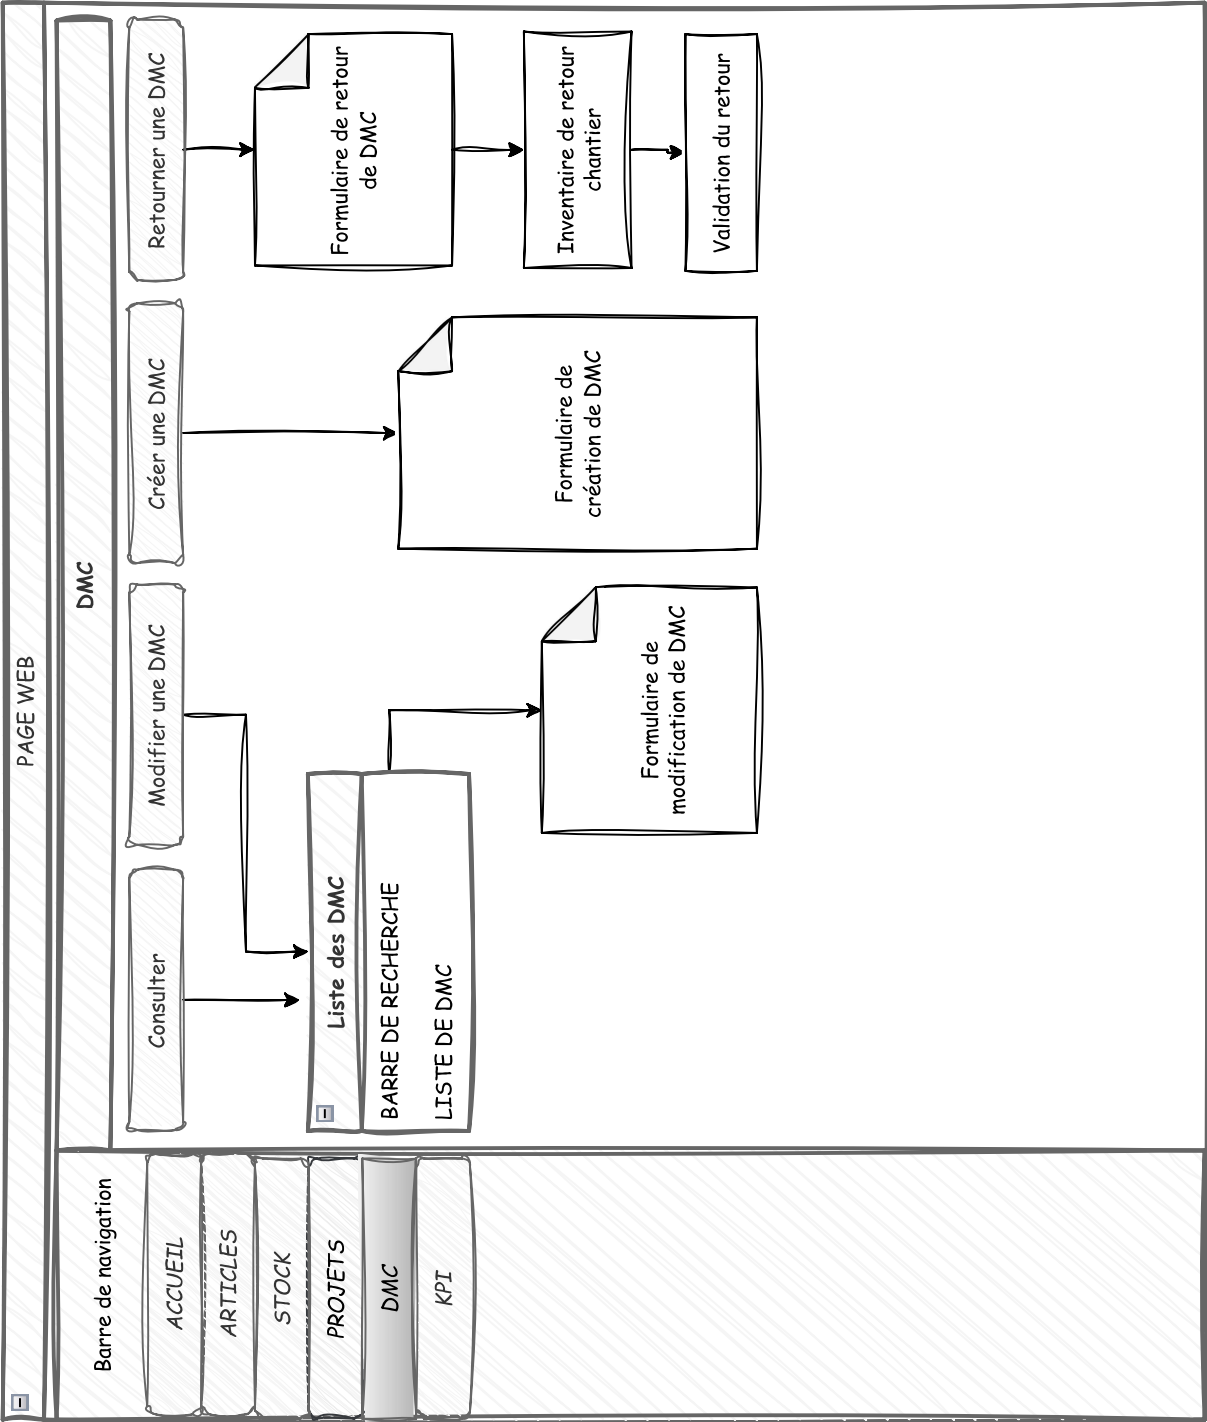 PAGE WEB
Barre de navigation
ACCUEIL
ARTICLES
STOCK
PROJETS
DMC
KPI
DMC
Consulter
Modifier une DMC
Créer une DMC
Retourner une DMC
Liste des DMC
BARRE DE RECHERCHE
LISTE DE DMC
Formulaire de
modification de DMC
Formulaire de
création de DMC
Formulaire de retour
de DMC
Inventaire de retour
chantier
Validation du retour